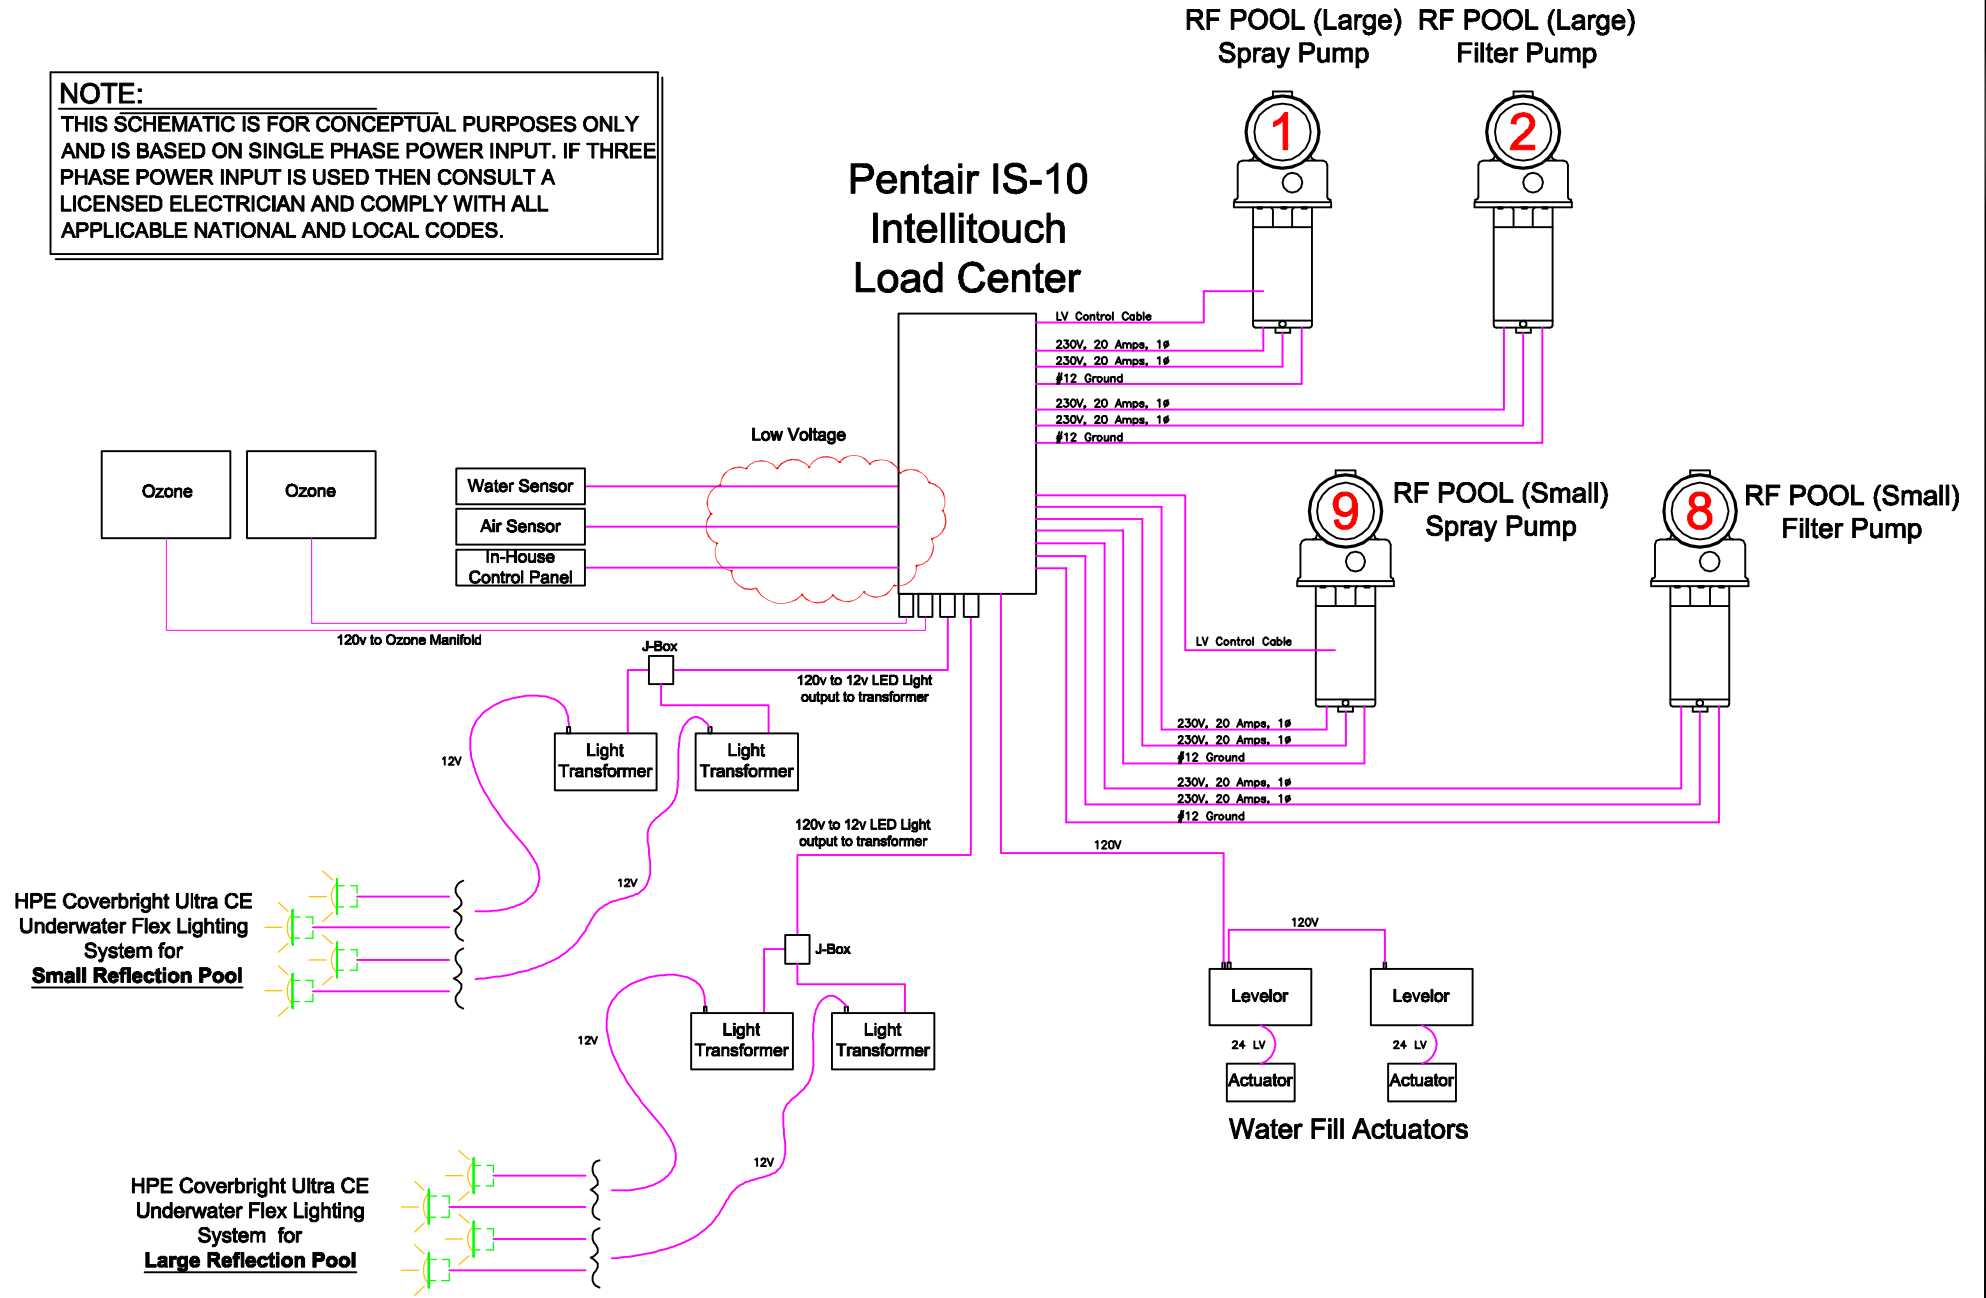 RF POOL (Large)
Spray Pump
RF POOL (Large)
Filter Pump
1
2
NOTE:
THIS SCHEMATIC IS FOR CONCEPTUAL PURPOSES ONLY
AND IS BASED ON SINGLE PHASE POWER INPUT. IF THREE
PHASE POWER INPUT IS USED THEN CONSULT A
LICENSED ELECTRICIAN AND COMPLY WITH ALL
APPLICABLE NATIONAL AND LOCAL CODES.
Pentair IS-10
Intellitouch
Load Center
LV Control Cable
230V, 20 Amps, 1ø
230V, 20 Amps, 1ø
#12 Ground
230V, 20 Amps, 1ø
230V, 20 Amps, 1ø
#12 Ground
Low Voltage
Ozone
Ozone
Water Sensor
Air Sensor
In-House
Control Panel
9
RF POOL (Small)
Spray Pump
8
RF POOL (Small)
Filter Pump
120v to Ozone Manifold
J-Box
120v to 12v LED Light
output to transformer
LV Control Cable
230V, 20 Amps, 1ø
230V, 20 Amps, 1ø
#12 Ground
230V, 20 Amps, 1ø
230V, 20 Amps, 1ø
#12 Ground
Light
Transformer
Light
Transformer
12V
12V
120v to 12v LED Light
output to transformer
120V
HPE Coverbright Ultra CE
Underwater Flex Lighting
System for
Small Reflection Pool
J-Box
120V
Levelor
Levelor
24 LV
24 LV
Actuator
Actuator
Water Fill Actuators
Light
Transformer
Light
Transformer
12V
12V
HPE Coverbright Ultra CE
Underwater Flex Lighting
System for
Large Reflection Pool